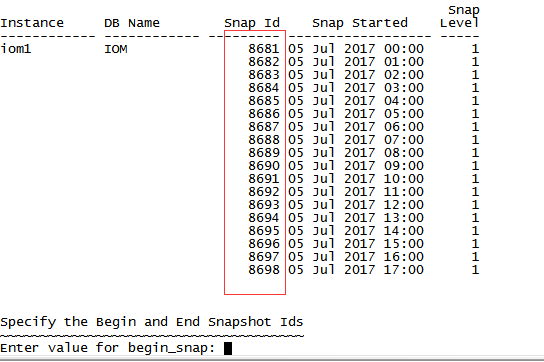 Snap
Instance     DB Name        Snap Id    Snap Started    Level
------------ ------------ --------- ------------------ -----
iom1         IOM               8681 05 Jul 2017 00:00      1
8682 05 Jul 2017 01:00      1
8683 05 Jul 2017 02:00      1
8684 05 Jul 2017 03:00      1
8685 05 Jul 2017 04:00      1
8686 05 Jul 2017 05:00      1
8687 05 Jul 2017 06:00      1
8688 05 Jul 2017 07:00      1
8689 05 Jul 2017 08:00      1
8690 05 Jul 2017 09:00      1
8691 05 Jul 2017 10:00      1
8692 05 Jul 2017 11:00      1
8693 05 Jul 2017 12:00      1
8694 05 Jul 2017 13:00      1
8695 05 Jul 2017 14:00      1
8696 05 Jul 2017 15:00      1
8697 05 Jul 2017 16:00      1
8698 05 Jul 2017 17:00      1
Specify the Begin and End Snapshot Ids
~~~~~~~~~~~~~~~~~~~~~~~~~~~~~~~~~~~~~~
Enter value for begin_snap: